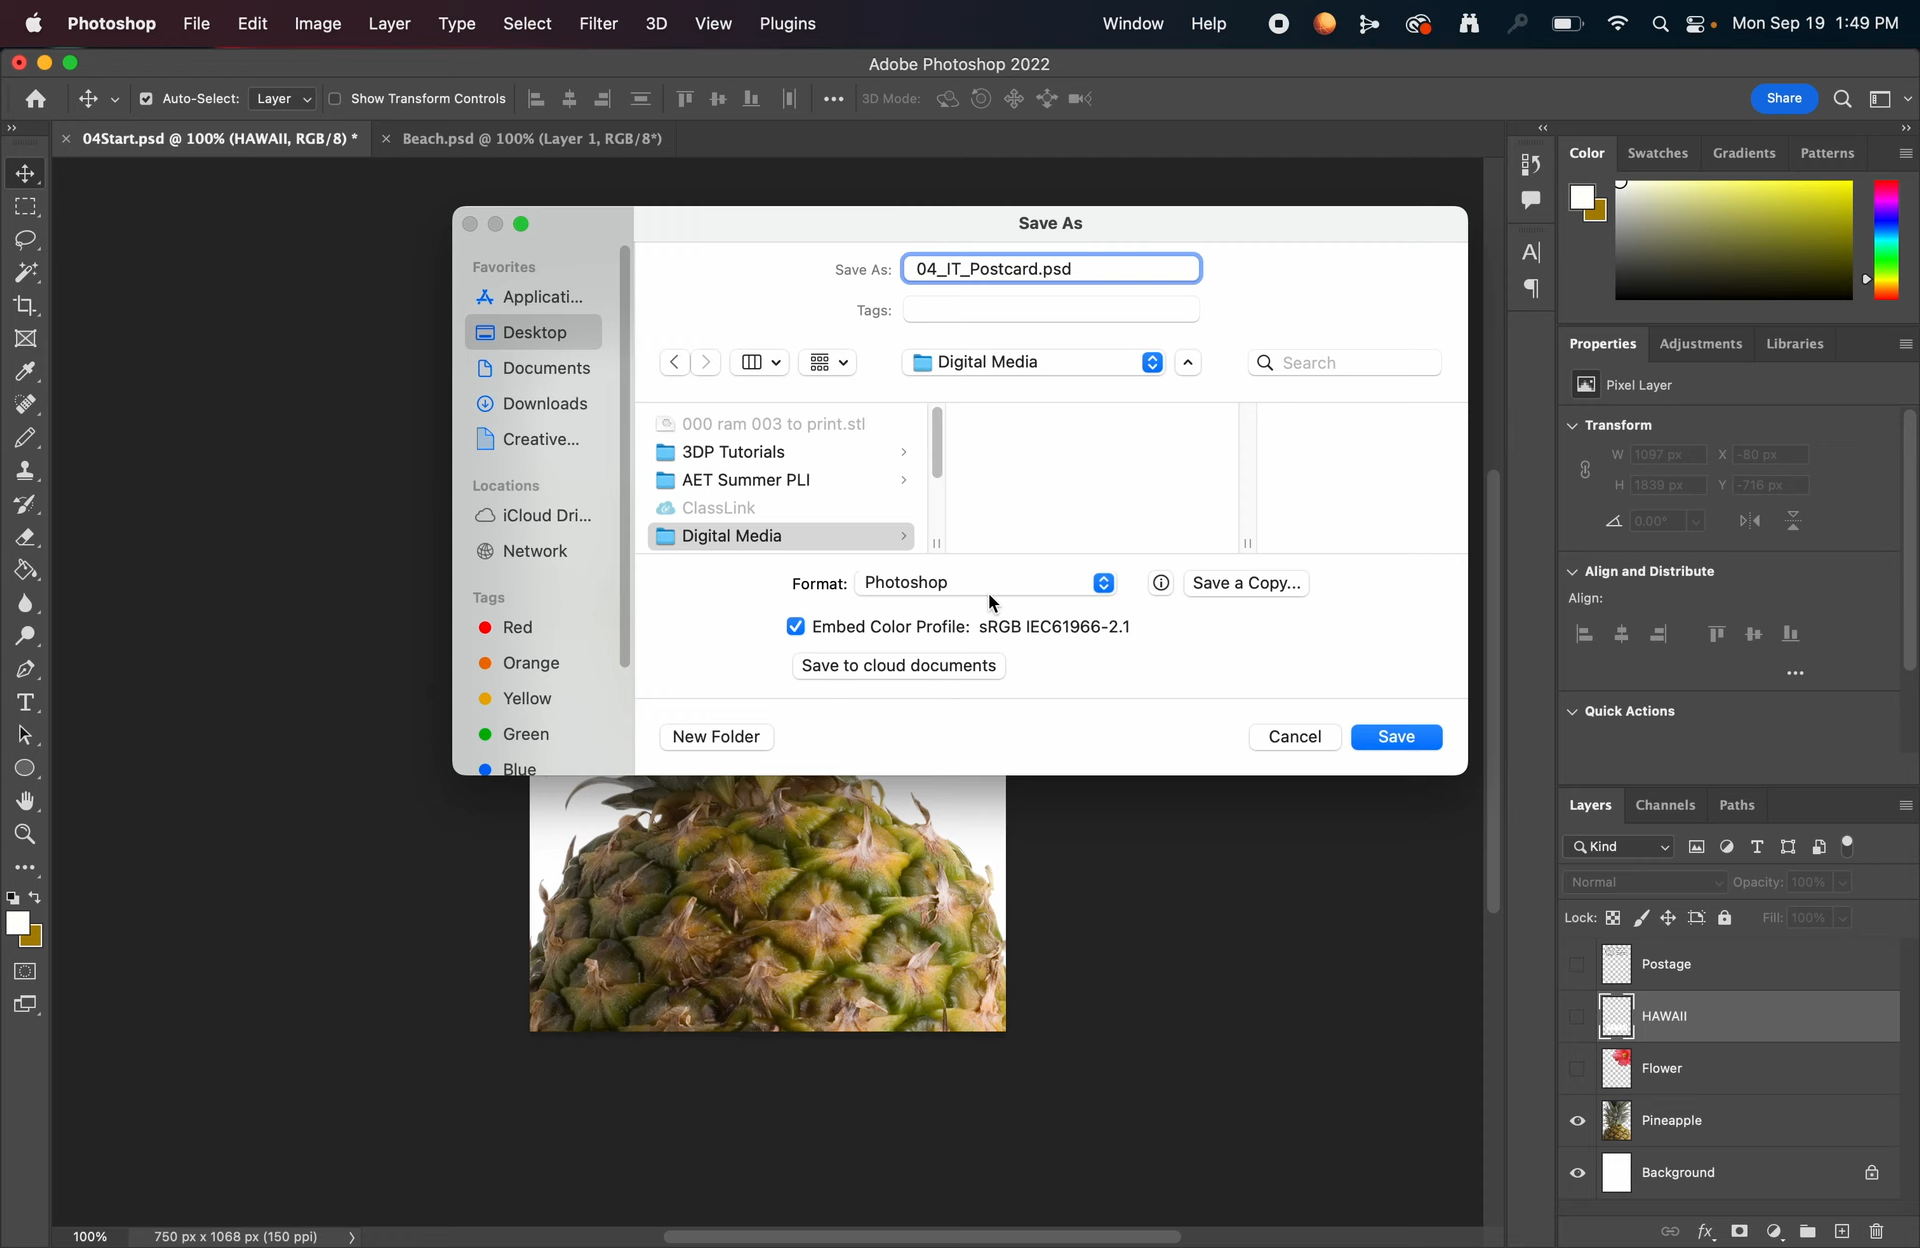 Photoshop File Edit Image Layer Type Select Filter 3D View Plugins Window Help Mon Sep 19 1:49 PM
Adobe Photoshop 2022
Auto-Select: Layer Show Transform Controls 3D Mode: Share
04Start.psd @ 100% (HAWAII, RGB/8) * Beach.psd @ 100% (Layer 1, RGB/8*)
Save As
Save As: 04_IT_Postcard.psd
Tags:
Digital Media
Search
Favorites
Applicati...
Desktop
Documents
Downloads
Creative...
Locations
iCloud Dri...
Network
Tags
Red
Orange
Yellow
Green
Blue
000 ram 003 to print.stl
3DP Tutorials
AET Summer PLI
ClassLink
Digital Media
Format: Photoshop
Save a Copy...
Embed Color Profile: sRGB IEC61966-2.1
Save to cloud documents
New Folder
Cancel
Save
Color Swatches Gradients Patterns
Properties Adjustments Libraries
Pixel Layer
Transform
W 1097 px X -80 px
H 1839 px Y -716 px
0.00°
Align and Distribute
Align:
Quick Actions
Layers Channels Paths
Kind
Normal Opacity: 100%
Lock: Fill: 100%
Postage
HAWAII
Flower
Pineapple
Background
100% 750 px x 1068 px (150 ppi)